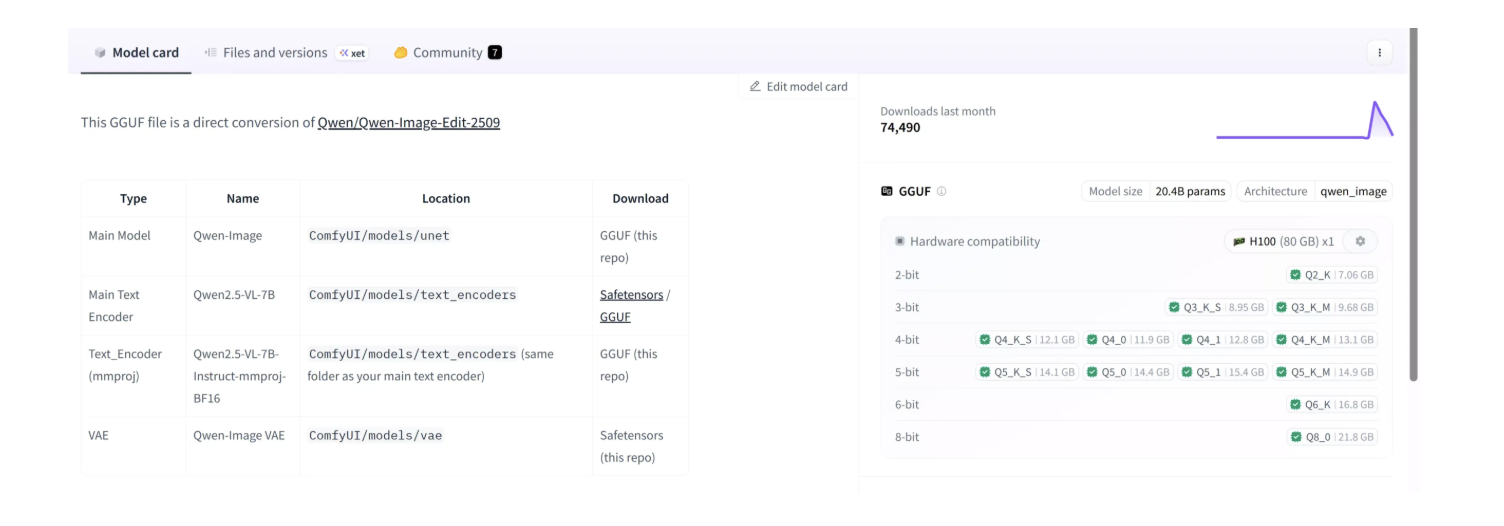 Model card Files and versions xet Community 7
Edit model card
This GGUF file is a direct conversion of Qwen/Qwen-Image-Edit-2509
Type Name Location Download
Main Model Qwen-Image ComfyUI/models/unet GGUF (this
repo)
Main Text Qwen2.5-VL-7B ComfyUI/models/text_encoders Safetensors /
Encoder GGUF
Text_Encoder Qwen2.5-VL-7B- ComfyUI/models/text_encoders (same GGUF (this
(mmproj) Instruct-mmproj- folder as your main text encoder) repo)
BF16
VAE Qwen-Image VAE ComfyUI/models/vae Safetensors
(this repo)
Downloads last month
74,490
GGUF Model size 20.4B params Architecture qwen_image
Hardware compatibility H100 (80 GB) x1
2-bit Q2_K 7.06 GB
3-bit Q3_K_S 8.95 GB Q3_K_M 9.68 GB
4-bit Q4_K_S 12.1 GB Q4_0 11.9 GB Q4_1 12.8 GB Q4_K_M 13.1 GB
5-bit Q5_K_S 14.1 GB Q5_0 14.4 GB Q5_1 15.4 GB Q5_K_M 14.9 GB
6-bit Q6_K 16.8 GB
8-bit Q8_0 21.8 GB